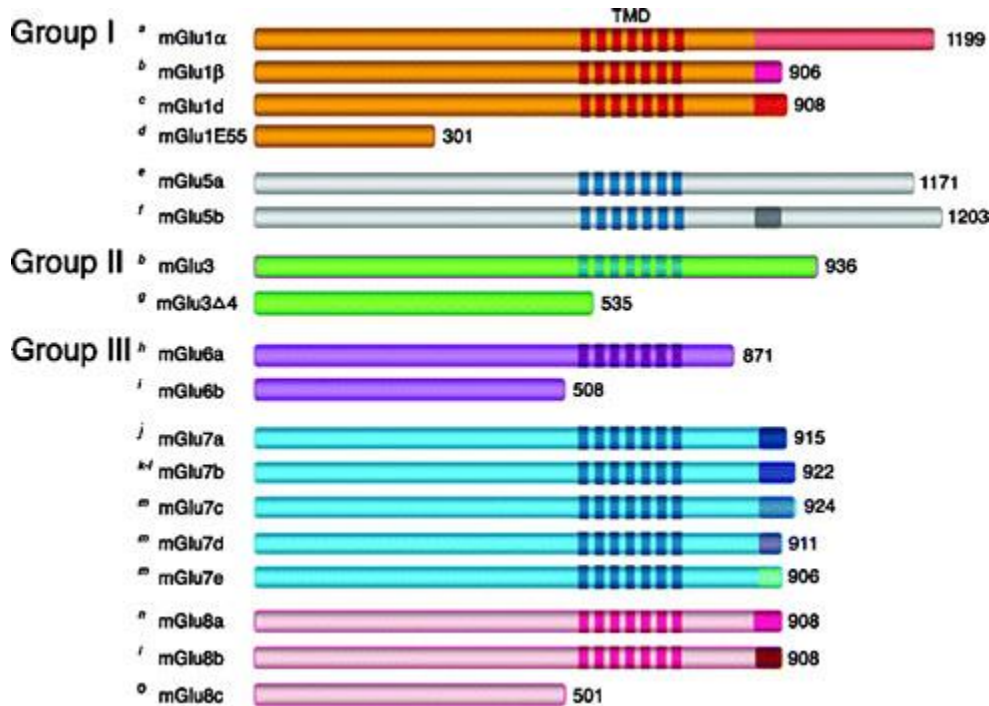 TMD
Group I a mGlu1α 1199
b mGlu1β 906
c mGlu1d 908
d mGlu1E55 301
e mGlu5a 1171
f mGlu5b 1203
Group II b mGlu3 936
g mGlu3Δ4 535
Group III h mGlu6a 871
i mGlu6b 508
j mGlu7a 915
k-l mGlu7b 922
m mGlu7c 924
m mGlu7d 911
m mGlu7e 906
n mGlu8a 908
l mGlu8b 908
o mGlu8c 501